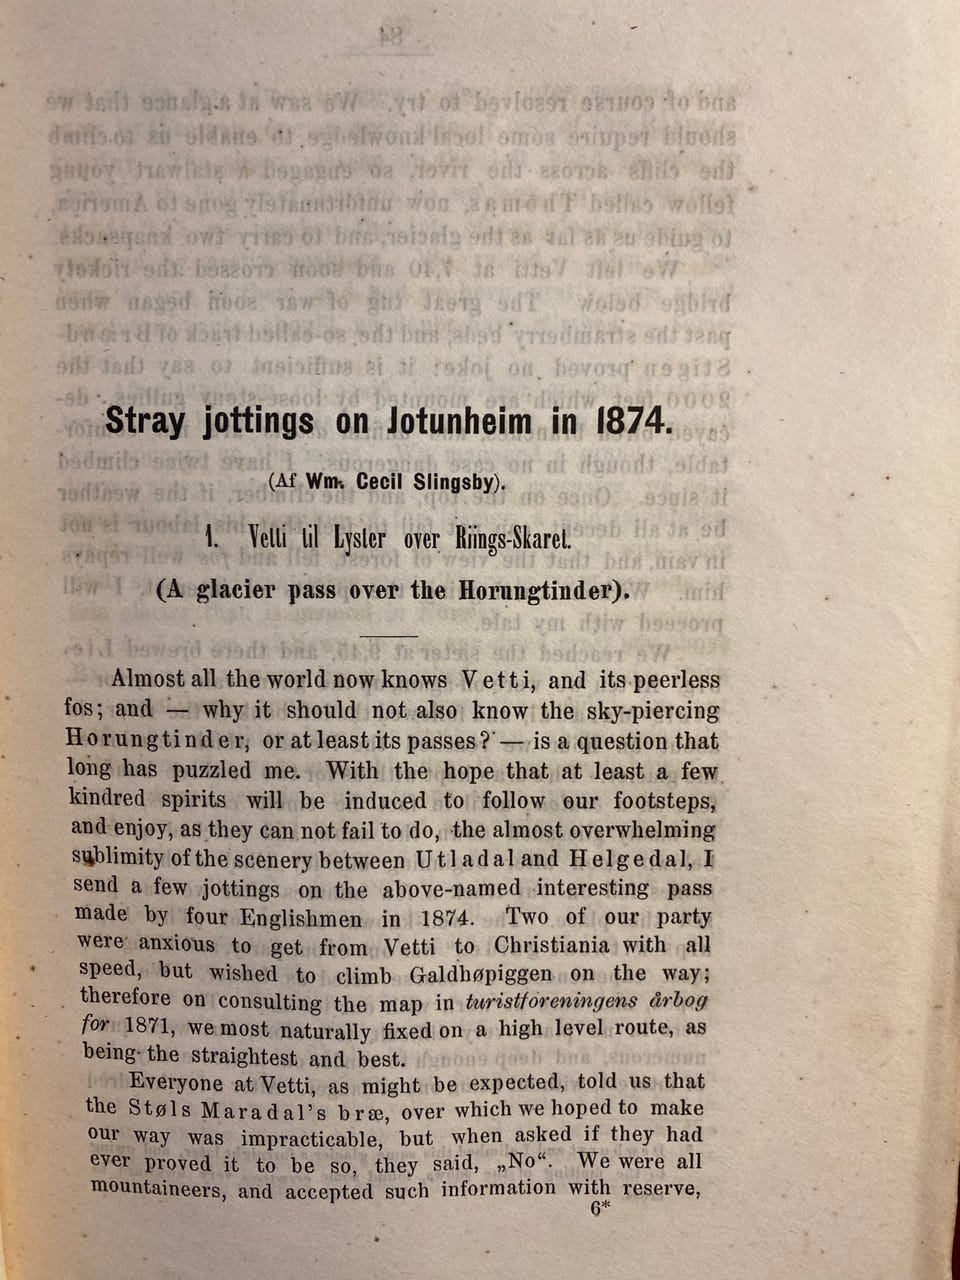 Stray jottings on Jotunheim in 1874.
(Af Wm. Cecil Slingsby).
1. Vetti til Lyster over Riings-Skaret.
(A glacier pass over the Horungtinder).
Almost all the world now knows Vetti, and its peerless
fos; and — why it should not also know the sky-piercing
Horungtinder, or at least its passes? — is a question that
long has puzzled me. With the hope that at least a few
kindred spirits will be induced to follow our footsteps,
and enjoy, as they can not fail to do, the almost overwhelming
sublimity of the scenery between Utladal and Helgedal, I
send a few jottings on the above-named interesting pass
made by four Englishmen in 1874. Two of our party
were anxious to get from Vetti to Christiania with all
speed, but wished to climb Galdhøpiggen on the way;
therefore on consulting the map in turistforeningens årbog
for 1871, we most naturally fixed on a high level route, as
being the straightest and best.
Everyone at Vetti, as might be expected, told us that
the Støls Maradal's bræ, over which we hoped to make
our way was impracticable, but when asked if they had
ever proved it to be so, they said, „No“. We were all
mountaineers, and accepted such information with reserve,
6*